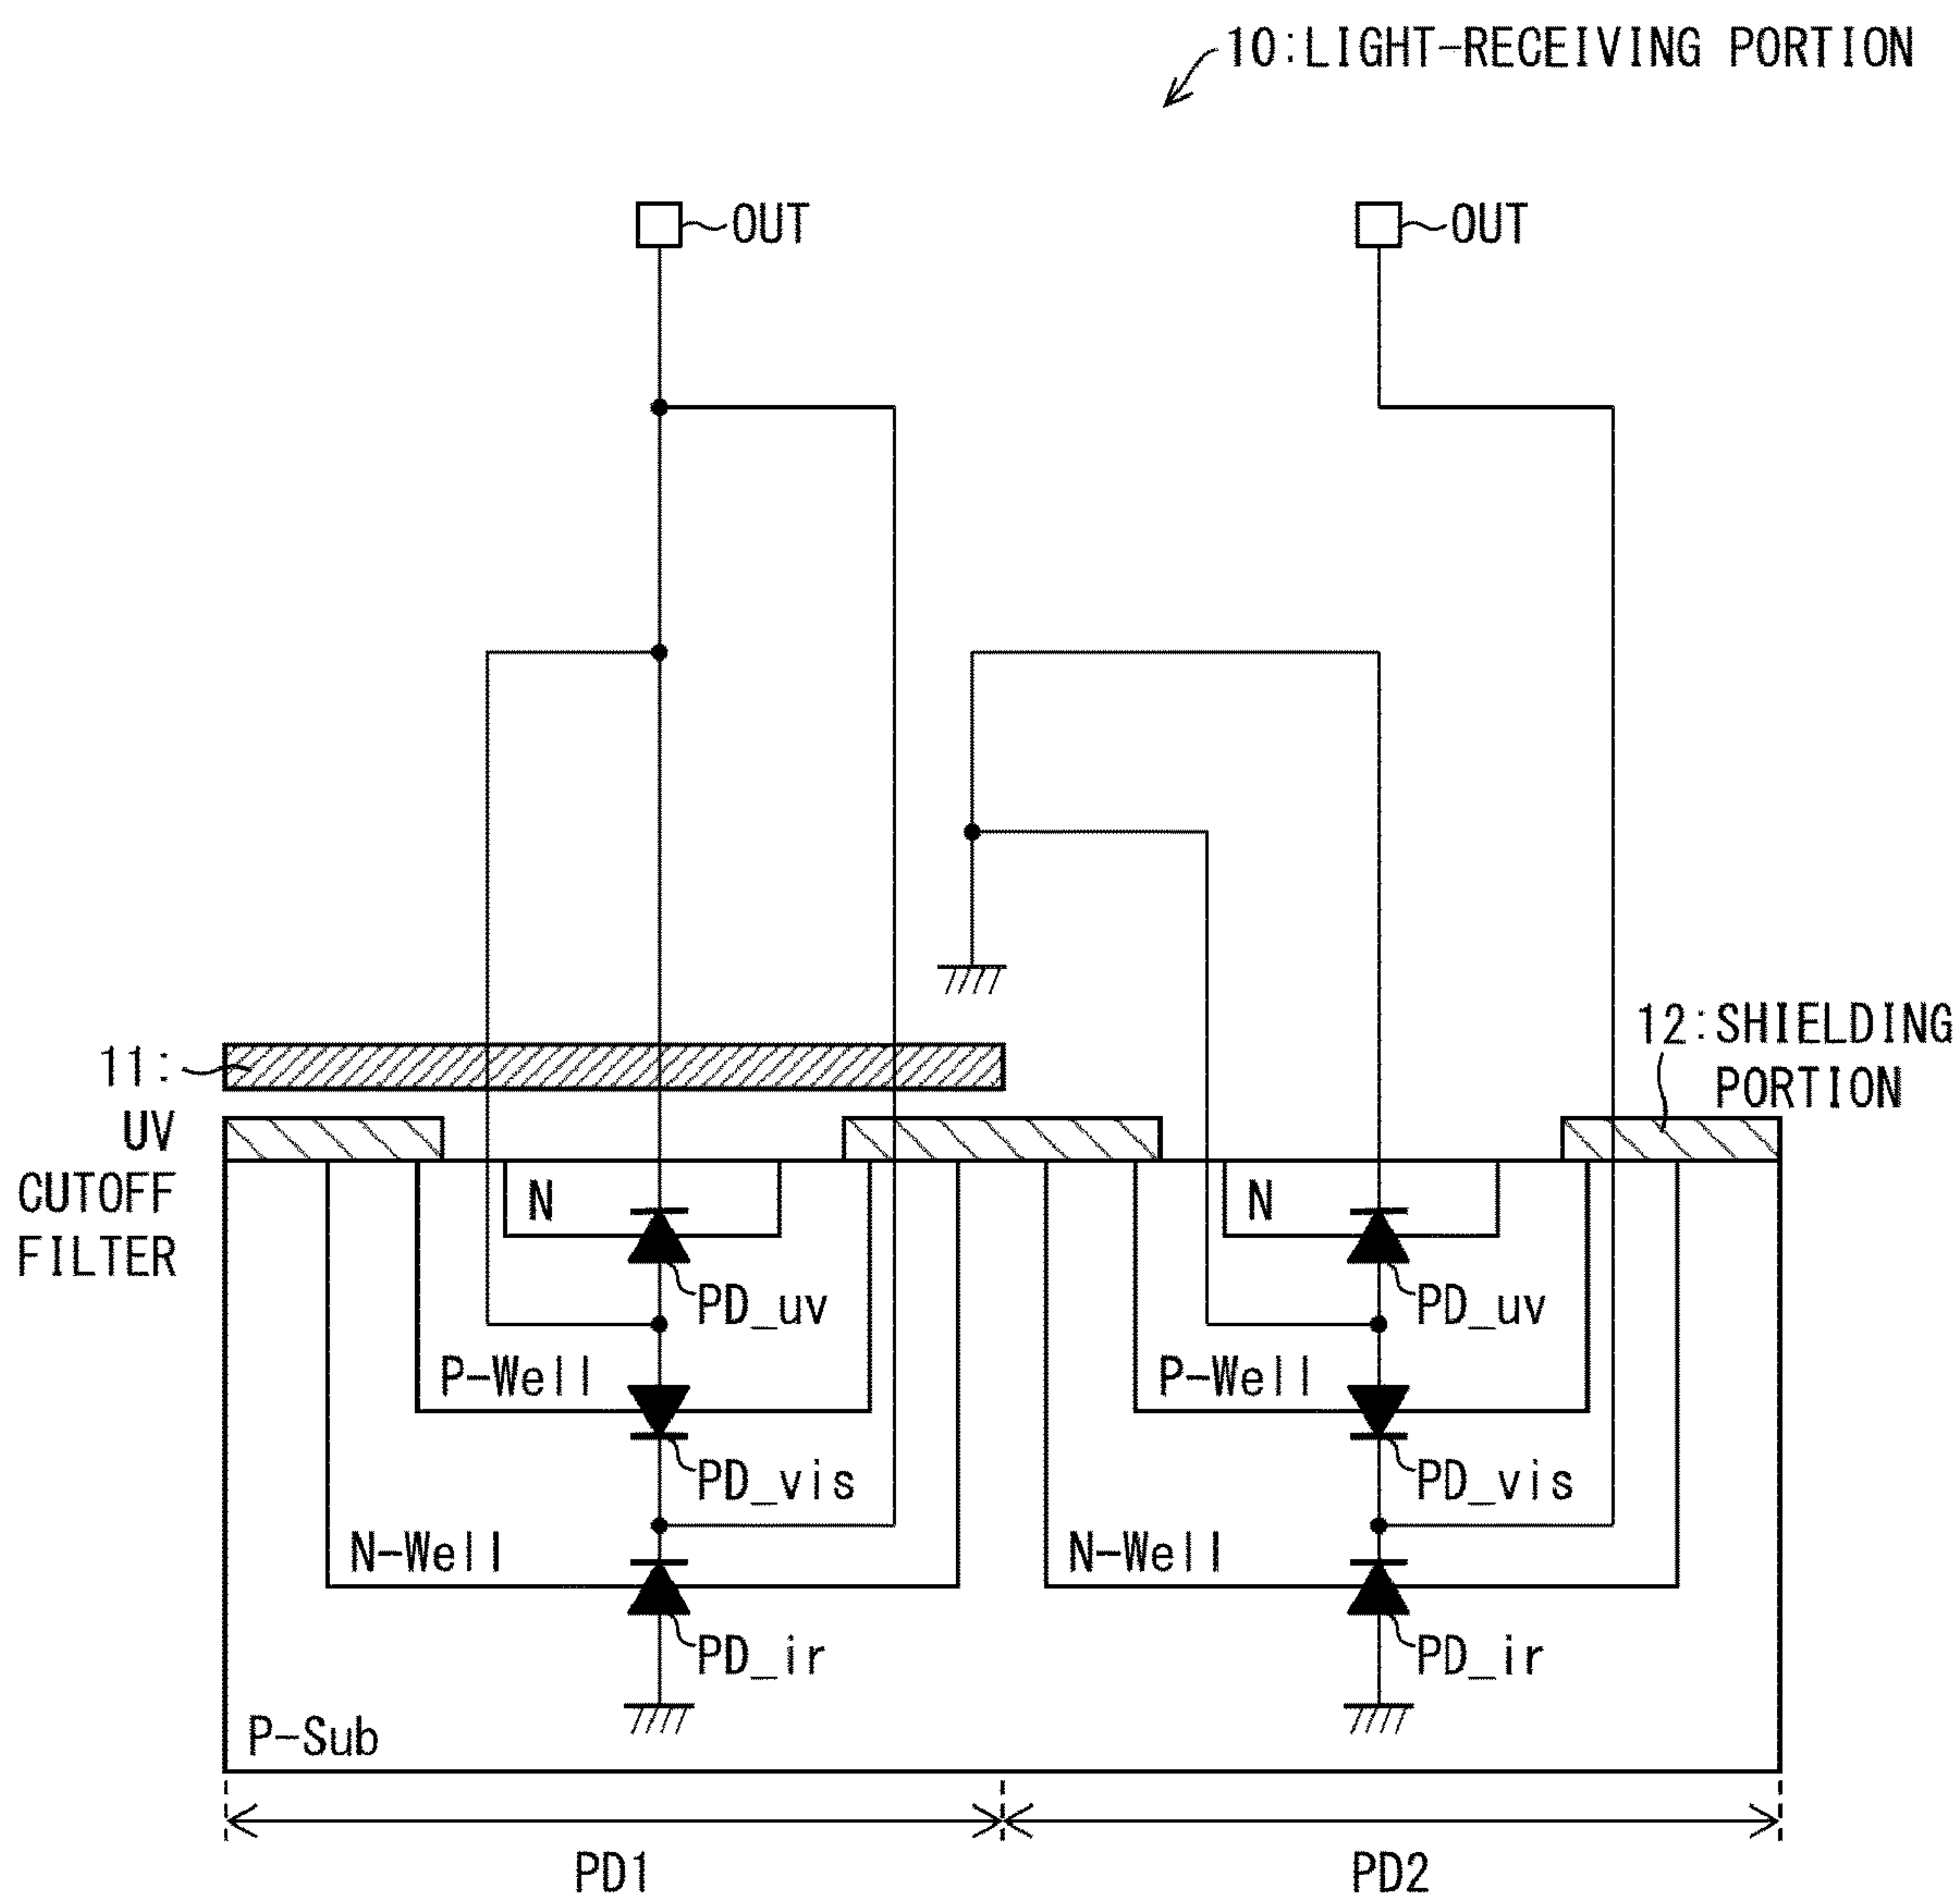 10:LIGHT-RECEIVING PORTION
OUT
OUT
12:SHIELDING
PORTION
11:
UV
CUTOFF
FILTER
N
N
PD_uv
PD_uv
P-Well
P-Well
PD_vis
PD_vis
N-Well
N-Well
PD_ir
PD_ir
P-Sub
PD1
PD2